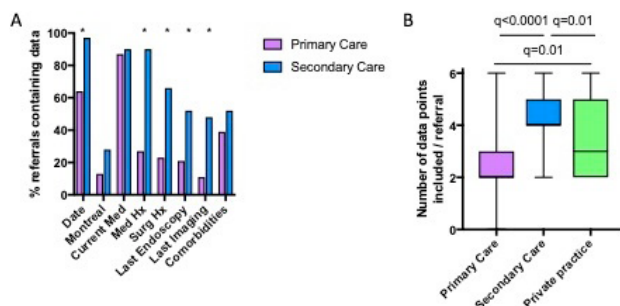 A
% referrals containing data
100
80
60
40
20
0
*
*
*
*
*
Primary Care
Secondary Care
Date
Montreal
Current Med
Med Hx
Surg Hx
Last Endoscopy
Last Imaging
Comorbidities
B
q<0.0001 q=0.01
q=0.01
Number of data points
included / referral
6
4
2
0
Primary Care
Secondary Care
Private practice